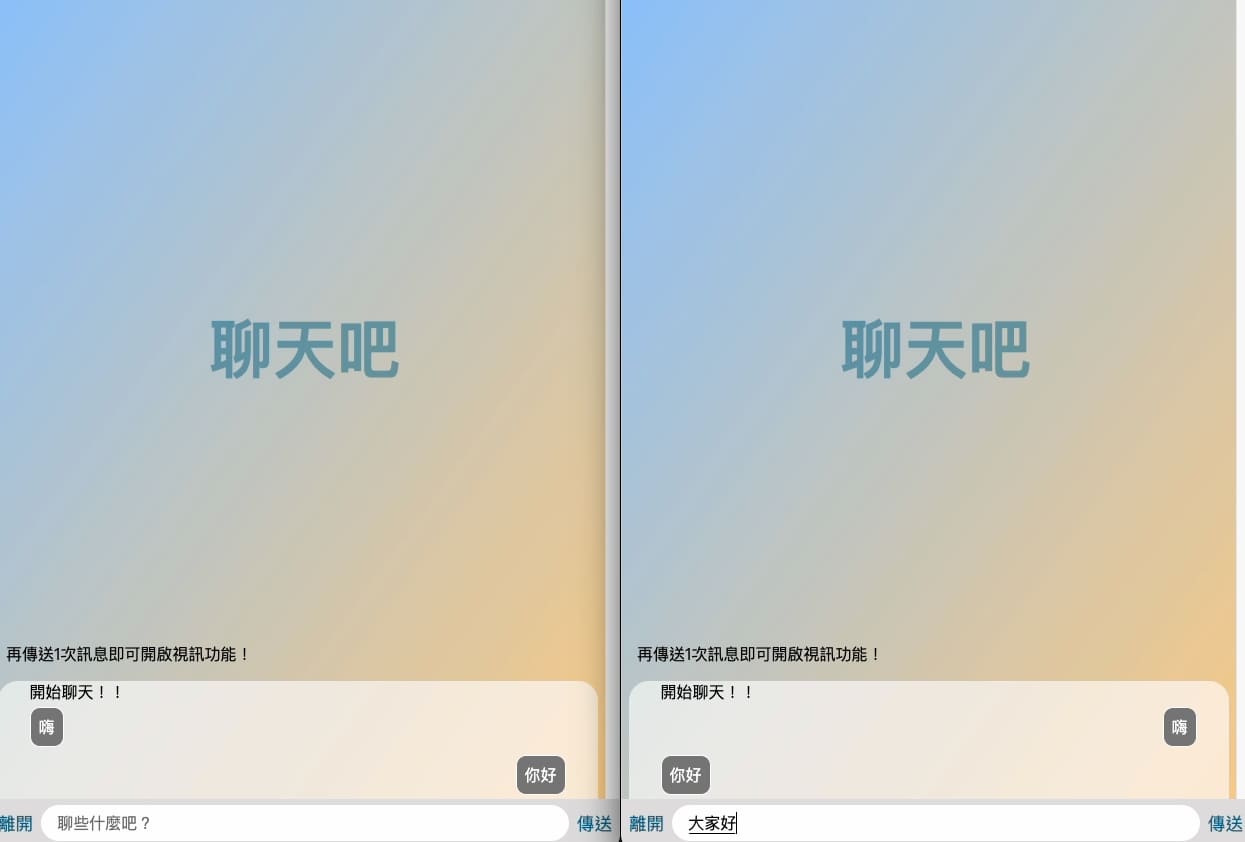 聊天吧
再傳送1次訊息即可開啟視訊功能！
開始聊天！！
嗨
你好
離開
聊些什麼吧？
傳送
聊天吧
再傳送1次訊息即可開啟視訊功能！
開始聊天！！
嗨
你好
離開
大家好
傳送